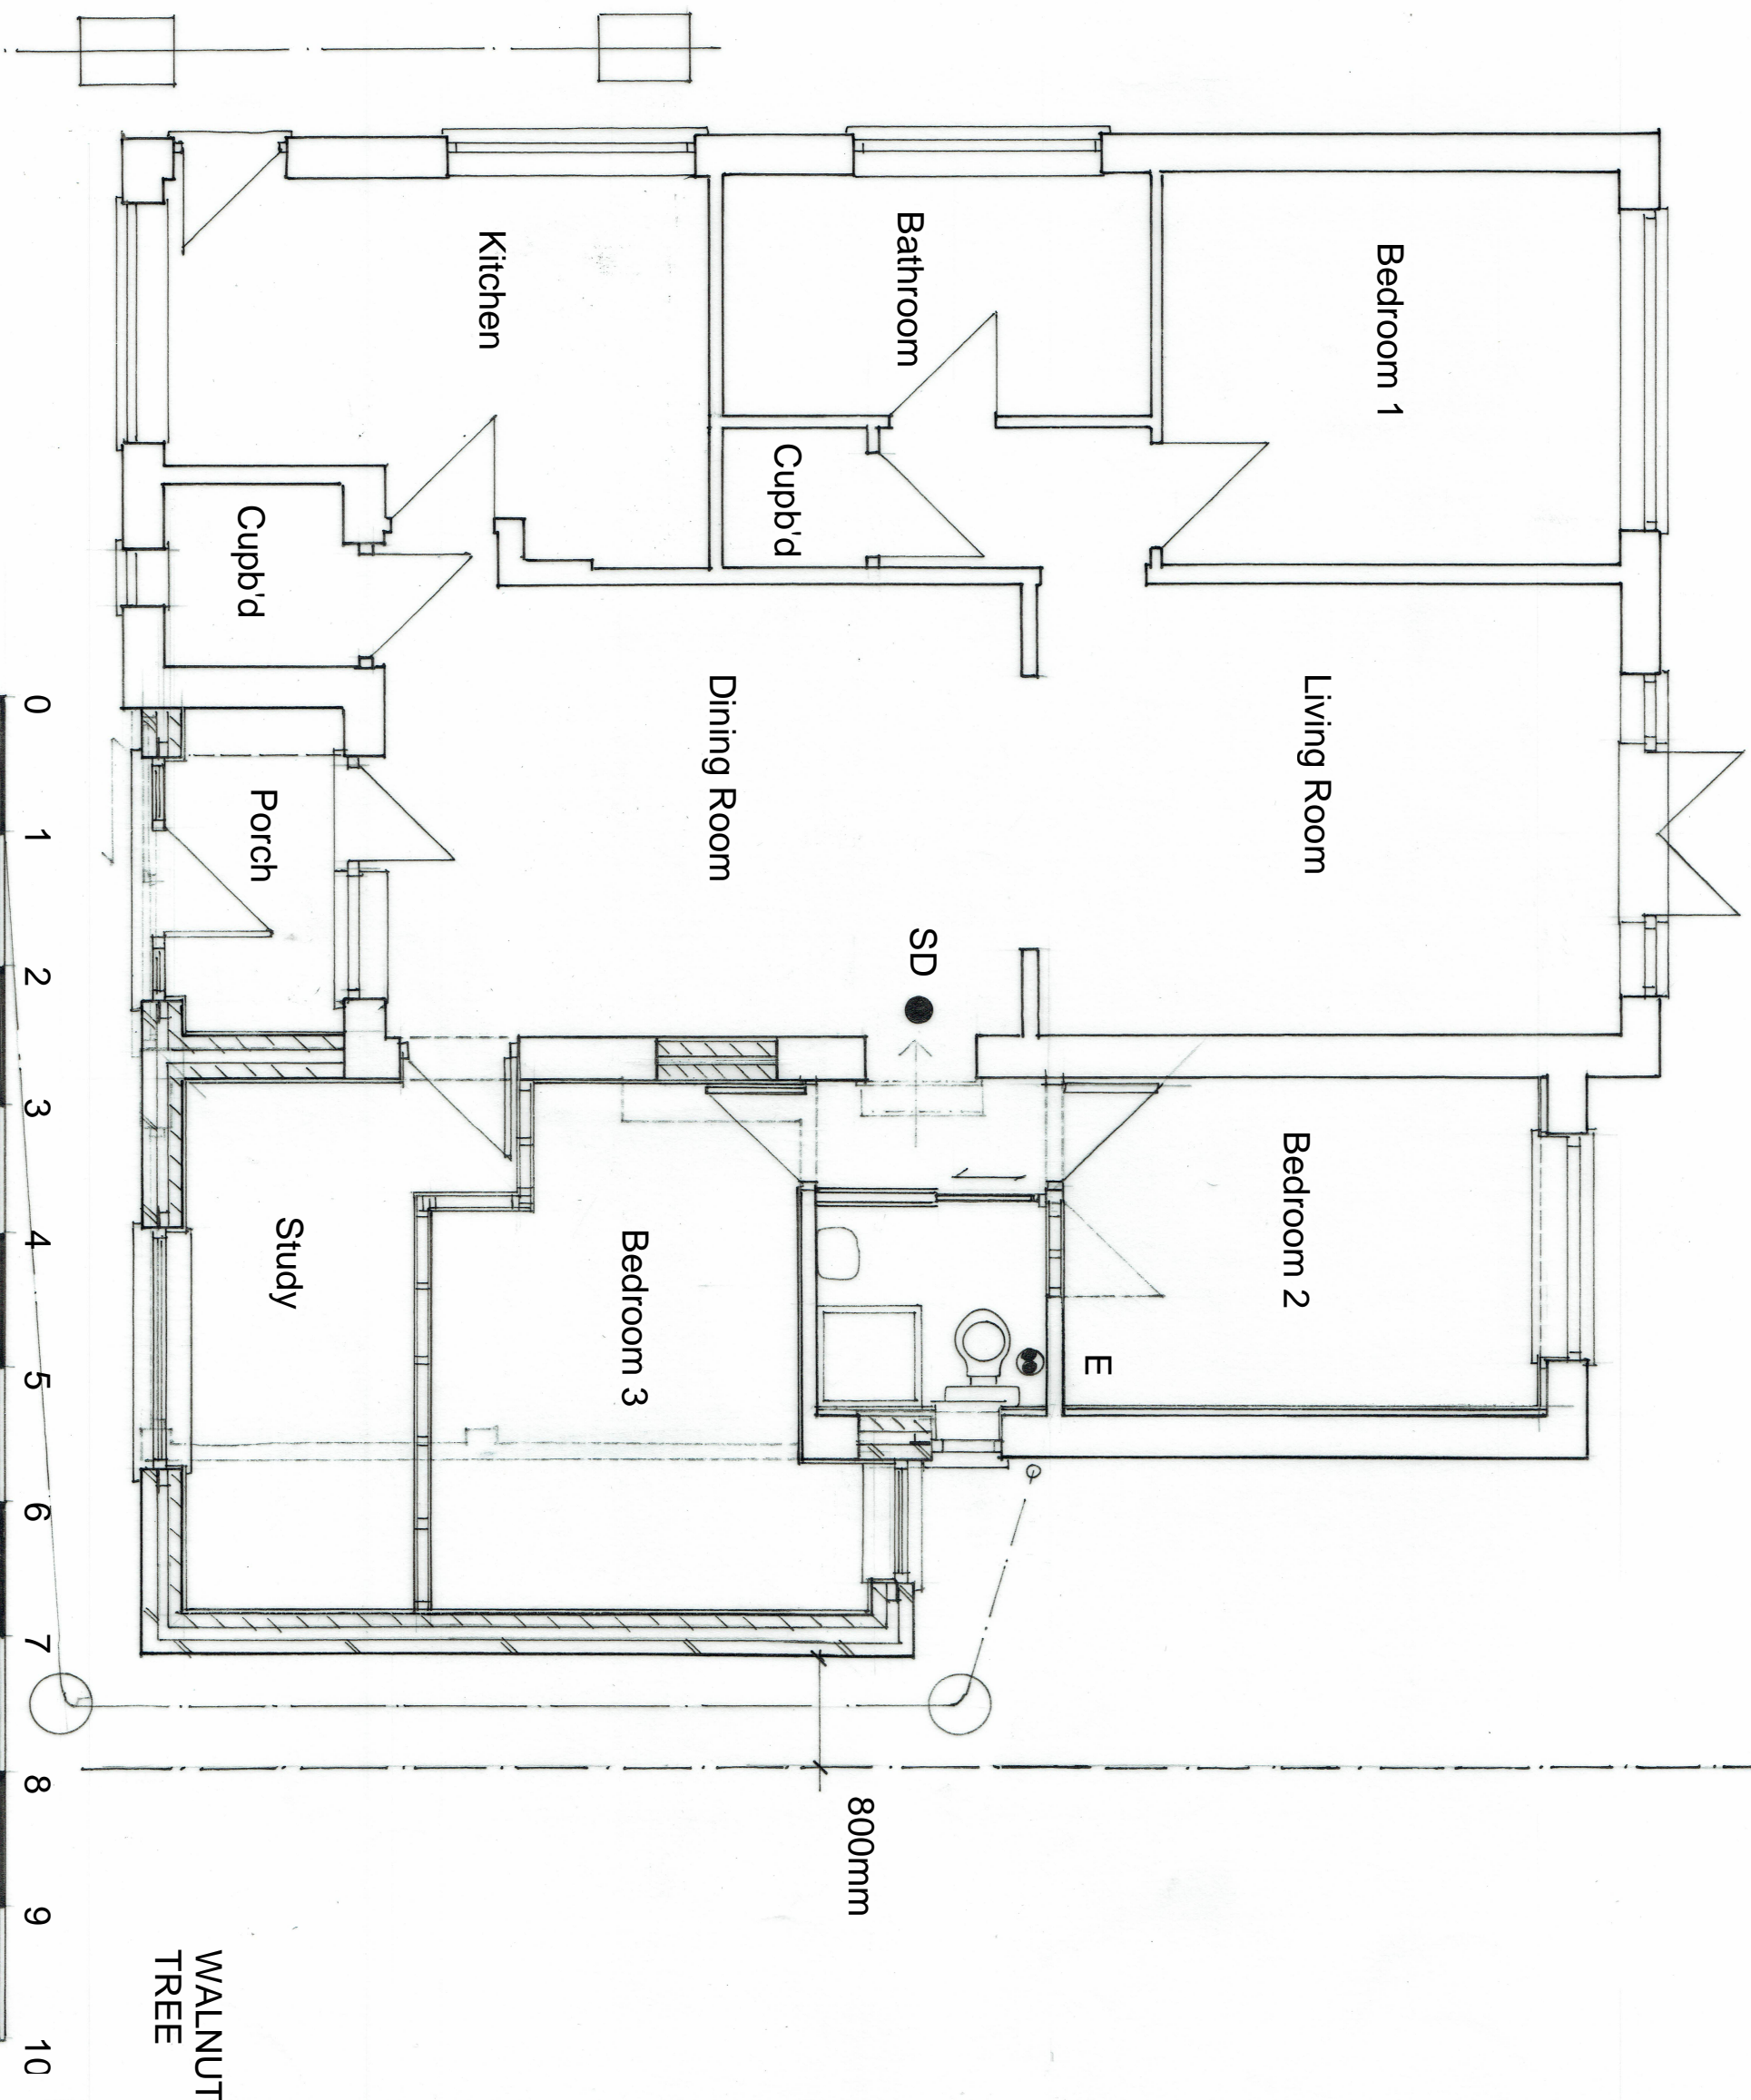 Bedroom 1
Living Room
Bedroom 2
E
SD
Bathroom
800mm
Cupb'd
Dining Room
Bedroom 3
Kitchen
Study
Porch
Cupb'd
WALNUT
TREE
0 1 2 3 4 5 6 7 8 9 10